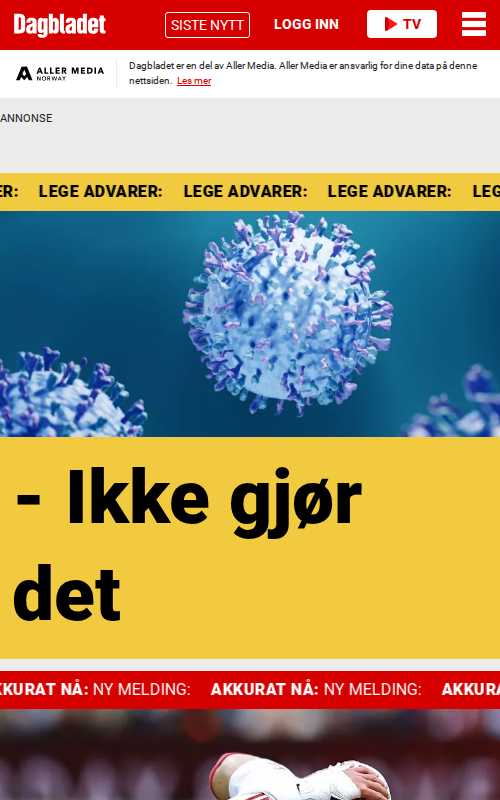 Dagbladet
SISTE NYTT
LOGG INN
TV
ALLER MEDIA
NORWAY
Dagbladet er en del av Aller Media. Aller Media er ansvarlig for dine data på denne
nettsiden. Les mer
ANNONSE
ER: LEGE ADVARER: LEGE ADVARER: LEGE ADVARER: LEG
- Ikke gjør
det
KKURAT NÅ: NY MELDING: AKKURAT NÅ: NY MELDING: AKKURA